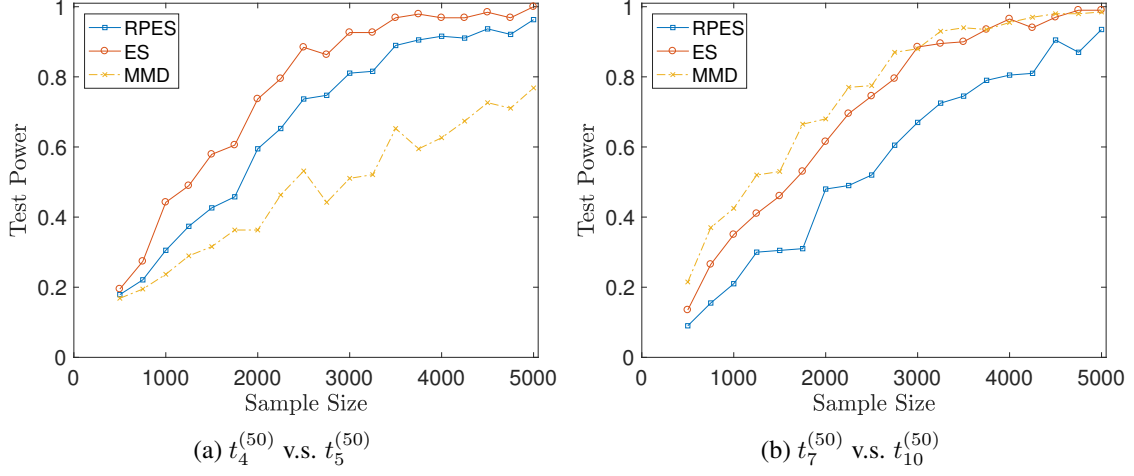 1
0.8
0.6
0.4
0.2
0
Test Power
RPES
ES
MMD
0 1000 2000 3000 4000 5000
Sample Size
(a) $t_4^{(50)}$ v.s. $t_5^{(50)}$
1
0.8
0.6
0.4
0.2
0
Test Power
RPES
ES
MMD
0 1000 2000 3000 4000 5000
Sample Size
(b) $t_7^{(50)}$ v.s. $t_{10}^{(50)}$